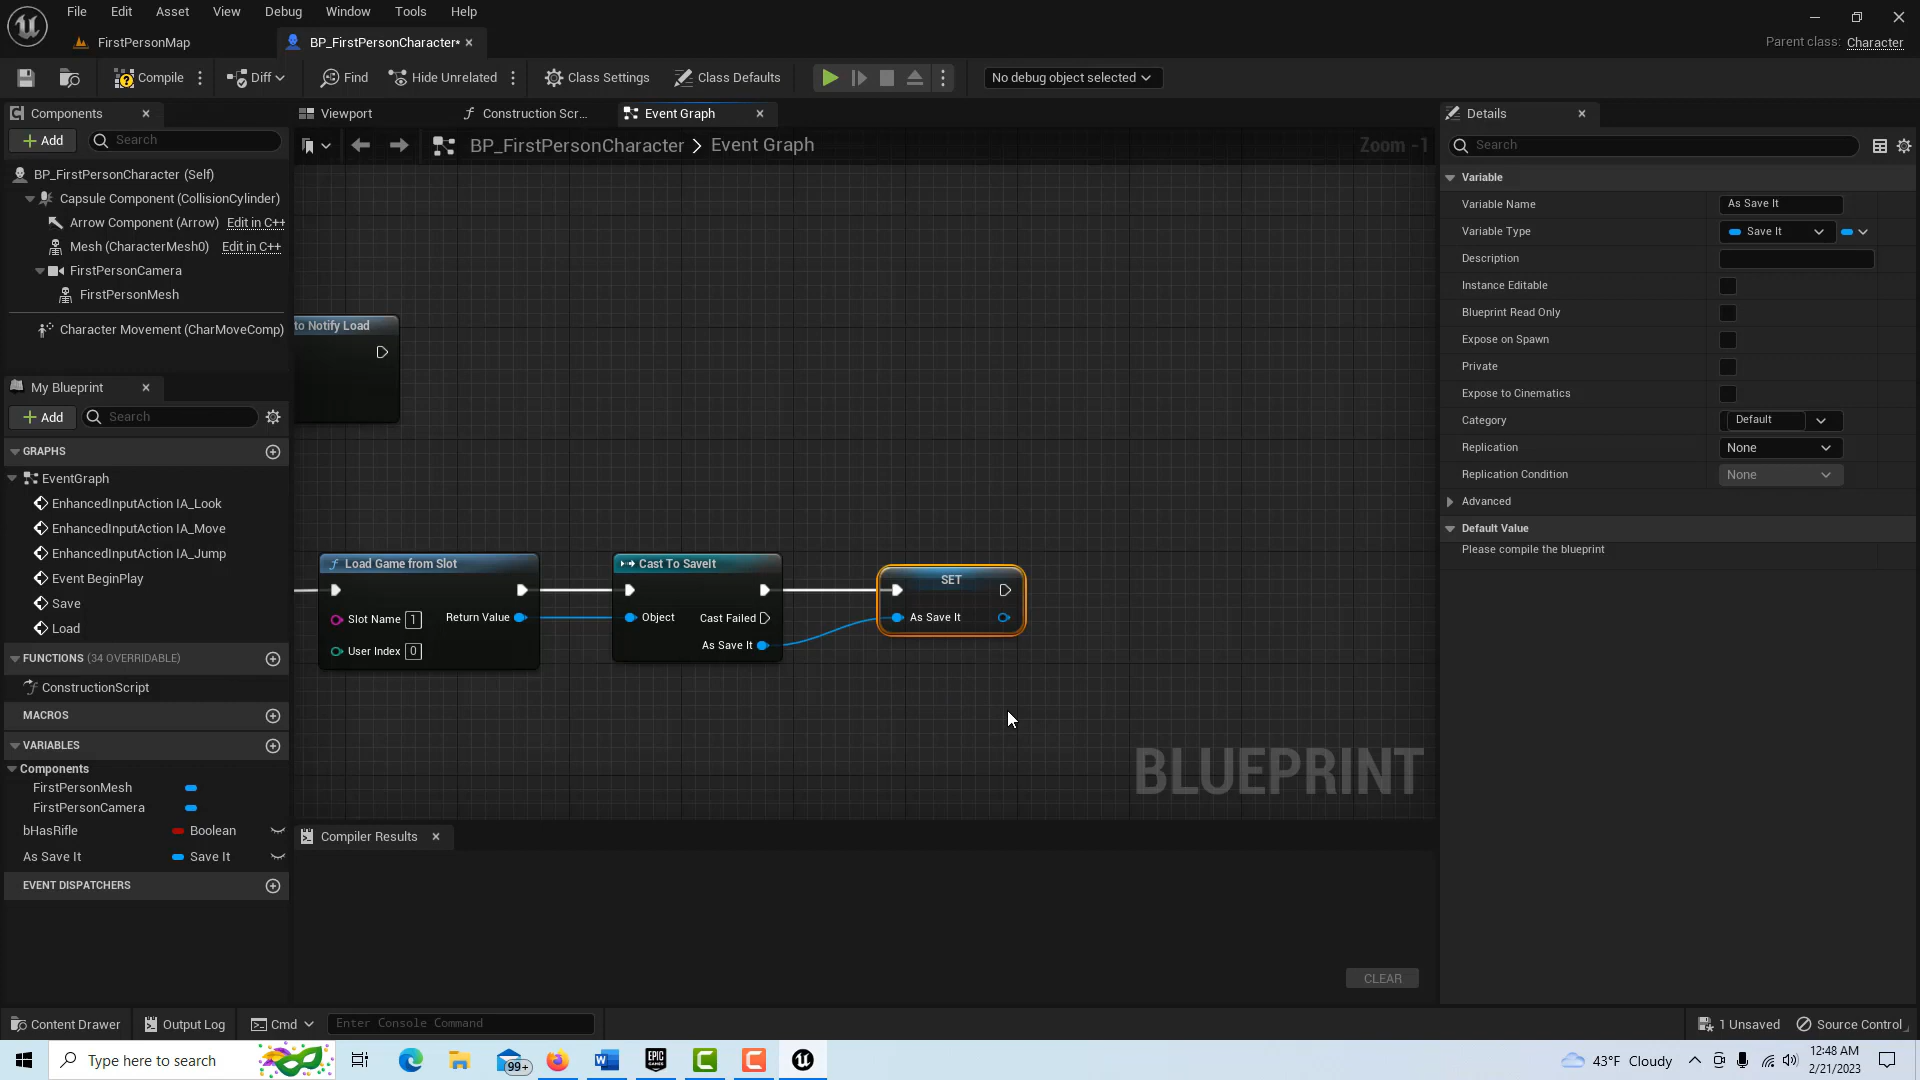 File Edit Asset View Debug Window Tools Help
FirstPersonMap
BP_FirstPersonCharacter*
Parent class: Character
Compile
Diff
Find
Hide Unrelated
Class Settings
Class Defaults
No debug object selected
Components
Add
Search
BP_FirstPersonCharacter (Self)
Capsule Component (CollisionCylinder)
Arrow Component (Arrow) Edit in C++
Mesh (CharacterMesh0) Edit in C++
FirstPersonCamera
FirstPersonMesh
Character Movement (CharMoveComp)
My Blueprint
Add
Search
GRAPHS
EventGraph
EnhancedInputAction IA_Look
EnhancedInputAction IA_Move
EnhancedInputAction IA_Jump
Event BeginPlay
Save
Load
FUNCTIONS (34 OVERRIDABLE)
ConstructionScript
MACROS
VARIABLES
Components
FirstPersonMesh
FirstPersonCamera
bHasRifle Boolean
As Save It Save It
EVENT DISPATCHERS
Viewport
Construction Scr...
Event Graph
BP_FirstPersonCharacter > Event Graph
Zoom -1
to Notify Load
Load Game from Slot
Slot Name 1
Return Value
User Index 0
Cast To SaveIt
Object
Cast Failed
As Save It
SET
As Save It
BLUEPRINT
Compiler Results
CLEAR
Details
Search
Variable
Variable Name As Save It
Variable Type Save It
Description
Instance Editable
Blueprint Read Only
Expose on Spawn
Private
Expose to Cinematics
Category Default
Replication None
Replication Condition None
Advanced
Default Value
Please compile the blueprint
Content Drawer
Output Log
Cmd
Enter Console Command
1 Unsaved
Source Control
Type here to search
99+
W
EPIC GAMES
43°F Cloudy
12:48 AM
2/21/2023